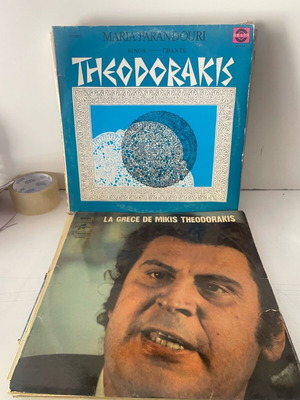 MARIA FARANDOURI
SINGS — CHANTE
THEODORAKIS
LA GRECE DE MIKIS THEODORAKIS